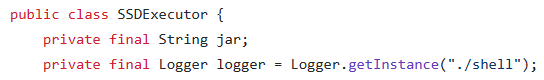 public class SSDExecutor {
    private final String jar;
    private final Logger logger = Logger.getInstance("./shell");